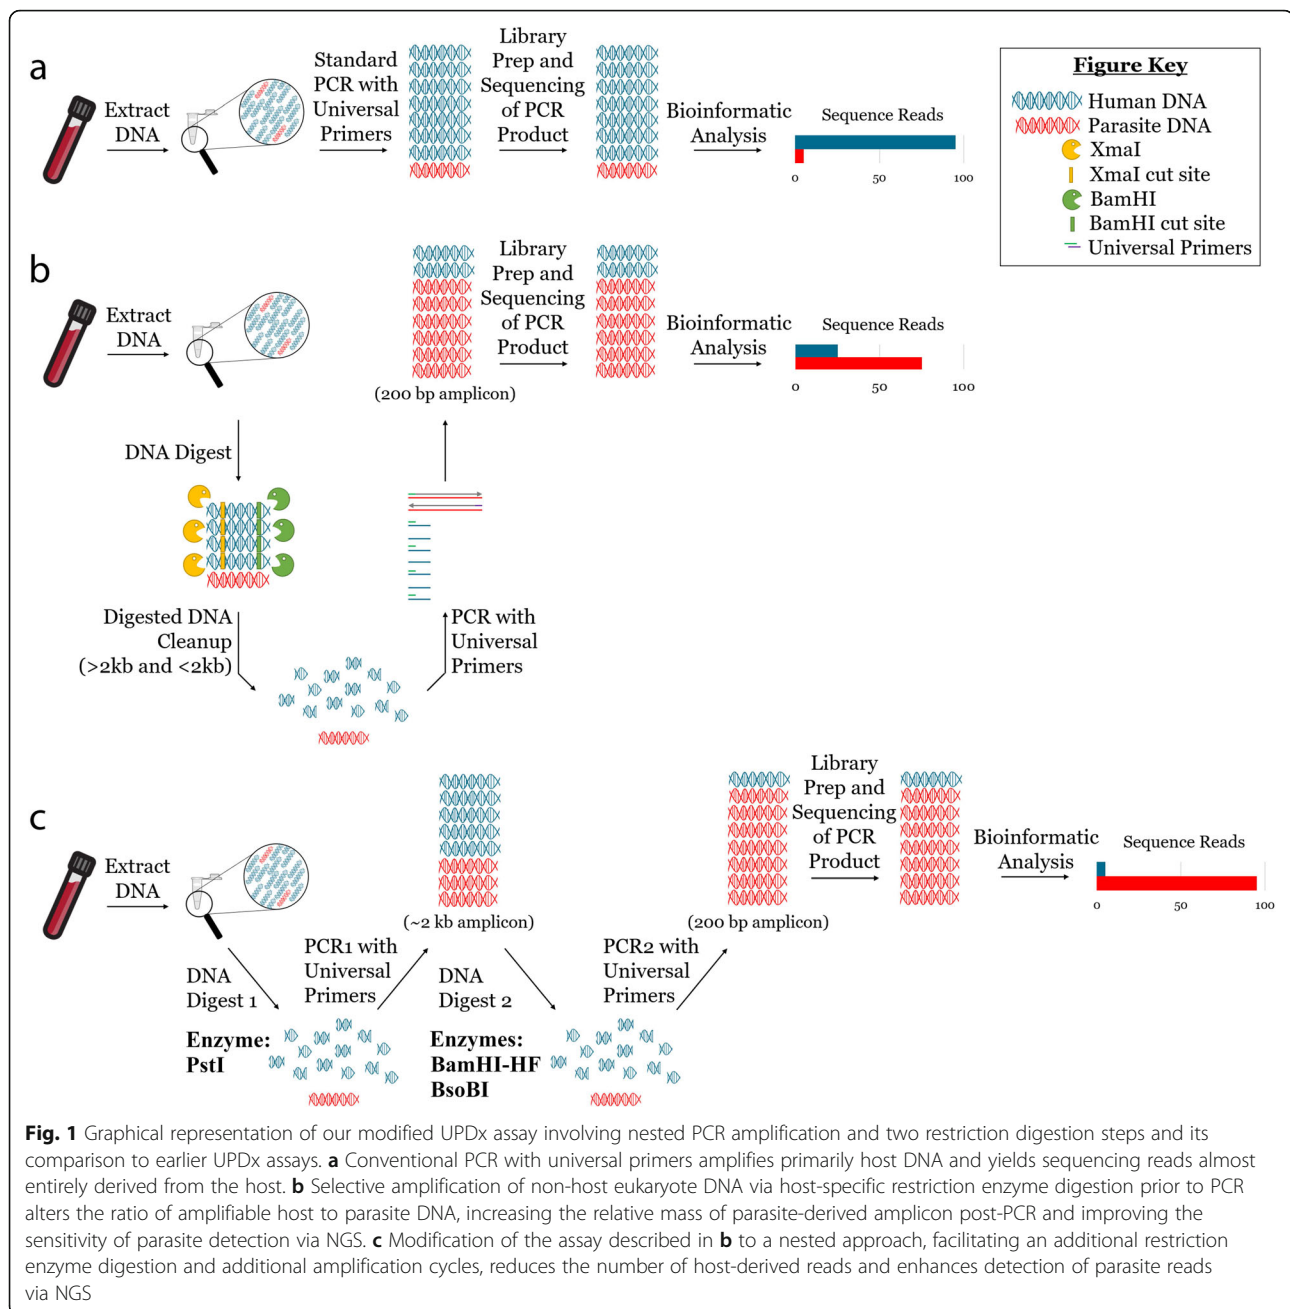 a
Extract
DNA
Standard
PCR with
Universal
Primers
Library
Prep and
Sequencing
of PCR
Product
Bioinformatic
Analysis
Sequence Reads
0 50 100
Figure Key
Human DNA
Parasite DNA
XmaI
XmaI cut site
BamHI
BamHI cut site
Universal Primers
b
Extract
DNA
(200 bp amplicon)
Library
Prep and
Sequencing
of PCR
Product
Bioinformatic
Analysis
Sequence Reads
0 50 100
DNA Digest
Digested DNA
Cleanup
(>2kb and <2kb)
PCR with
Universal
Primers
c
Extract
DNA
DNA
Digest 1
Enzyme:
PstI
PCR1 with
Universal
Primers
(~2 kb amplicon)
DNA
Digest 2
Enzymes:
BamHI-HF
BsoBI
PCR2 with
Universal
Primers
(200 bp amplicon)
Library
Prep and
Sequencing
of PCR
Product
Bioinformatic
Analysis
Sequence Reads
0 50 100
Fig. 1 Graphical representation of our modified UPDx assay involving nested PCR amplification and two restriction digestion steps and its
comparison to earlier UPDx assays. a Conventional PCR with universal primers amplifies primarily host DNA and yields sequencing reads almost
entirely derived from the host. b Selective amplification of non-host eukaryote DNA via host-specific restriction enzyme digestion prior to PCR
alters the ratio of amplifiable host to parasite DNA, increasing the relative mass of parasite-derived amplicon post-PCR and improving the
sensitivity of parasite detection via NGS. c Modification of the assay described in b to a nested approach, facilitating an additional restriction
enzyme digestion and additional amplification cycles, reduces the number of host-derived reads and enhances detection of parasite reads
via NGS